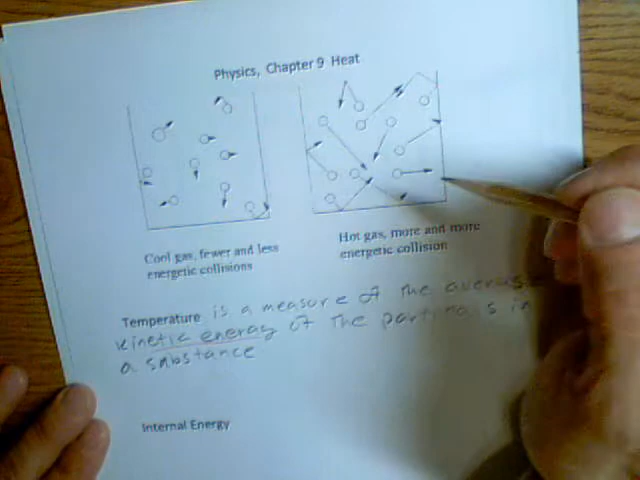 Physics, Chapter 9 Heat
Cool gas, fewer and less
energetic collisions
Hot gas, more and more
energetic collision
Temperature is a measure of the average
kinetic energy of the particals in
a substance
Internal Energy